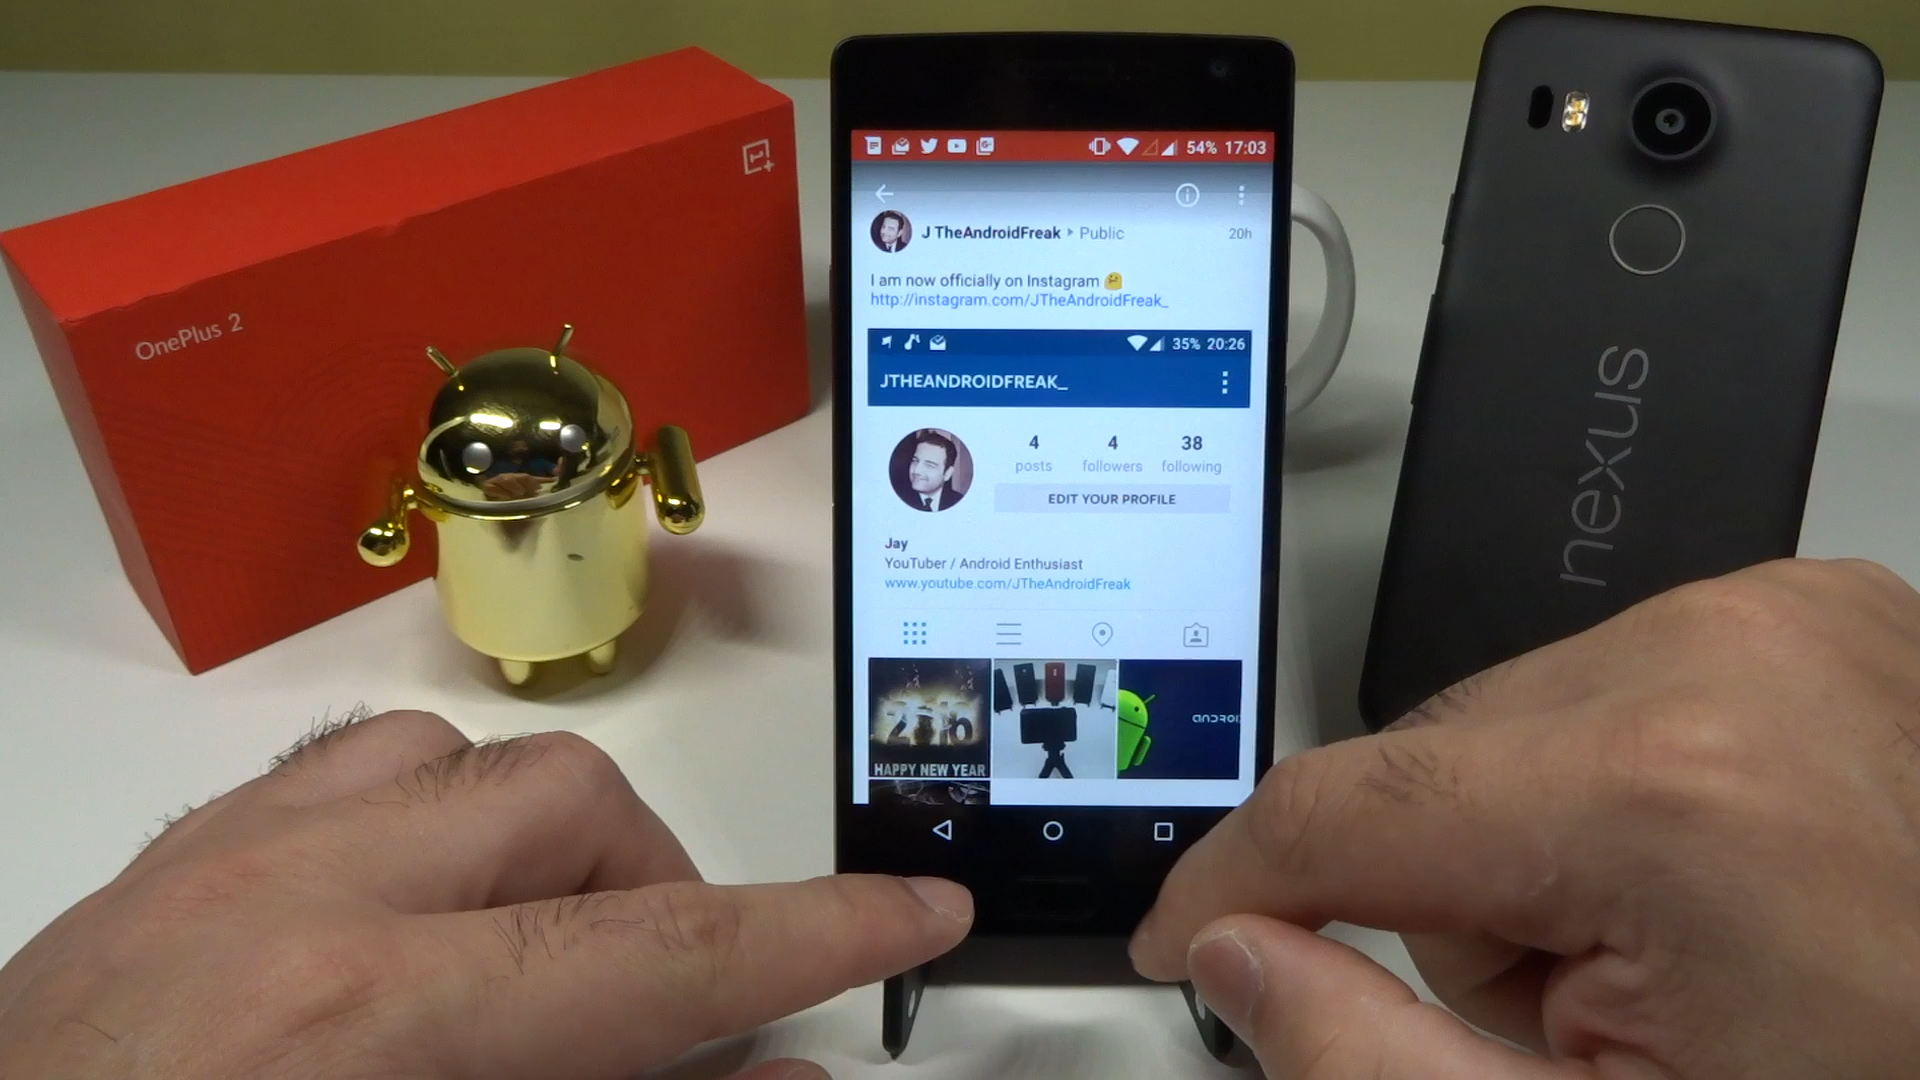 OnePlus 2
54% 17:03
J TheAndroidFreak ▸ Public 20h
I am now officially on Instagram
http://instagram.com/JTheAndroidFreak_
35% 20:26
JTHEANDROIDFREAK_
4 4 38
posts followers following
EDIT YOUR PROFILE
Jay
YouTuber / Android Enthusiast
www.youtube.com/JTheAndroidFreak
2016
HAPPY NEW YEAR
ANDROI
nexus